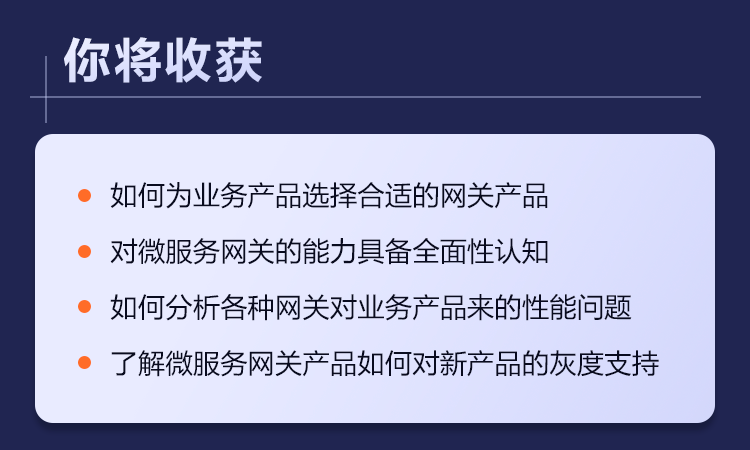 你将收获
如何为业务产品选择合适的网关产品
对微服务网关的能力具备全面性认知
如何分析各种网关对业务产品来的性能问题
了解微服务网关产品如何对新产品的灰度支持